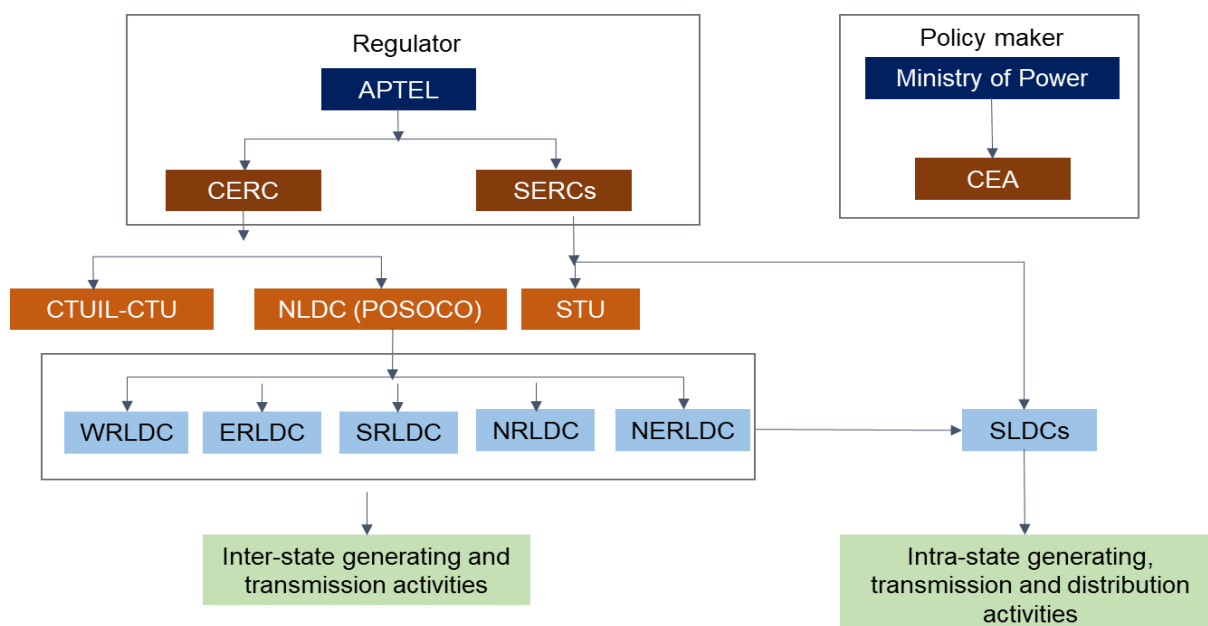 Regulator
APTEL
CERC
SERCs
Policy maker
Ministry of Power
CEA
CTUIL-CTU
NLDC (POSOCO)
STU
WRLDC
ERLDC
SRLDC
NRLDC
NERLDC
SLDCs
Inter-state generating and
transmission activities
Intra-state generating,
transmission and distribution
activities